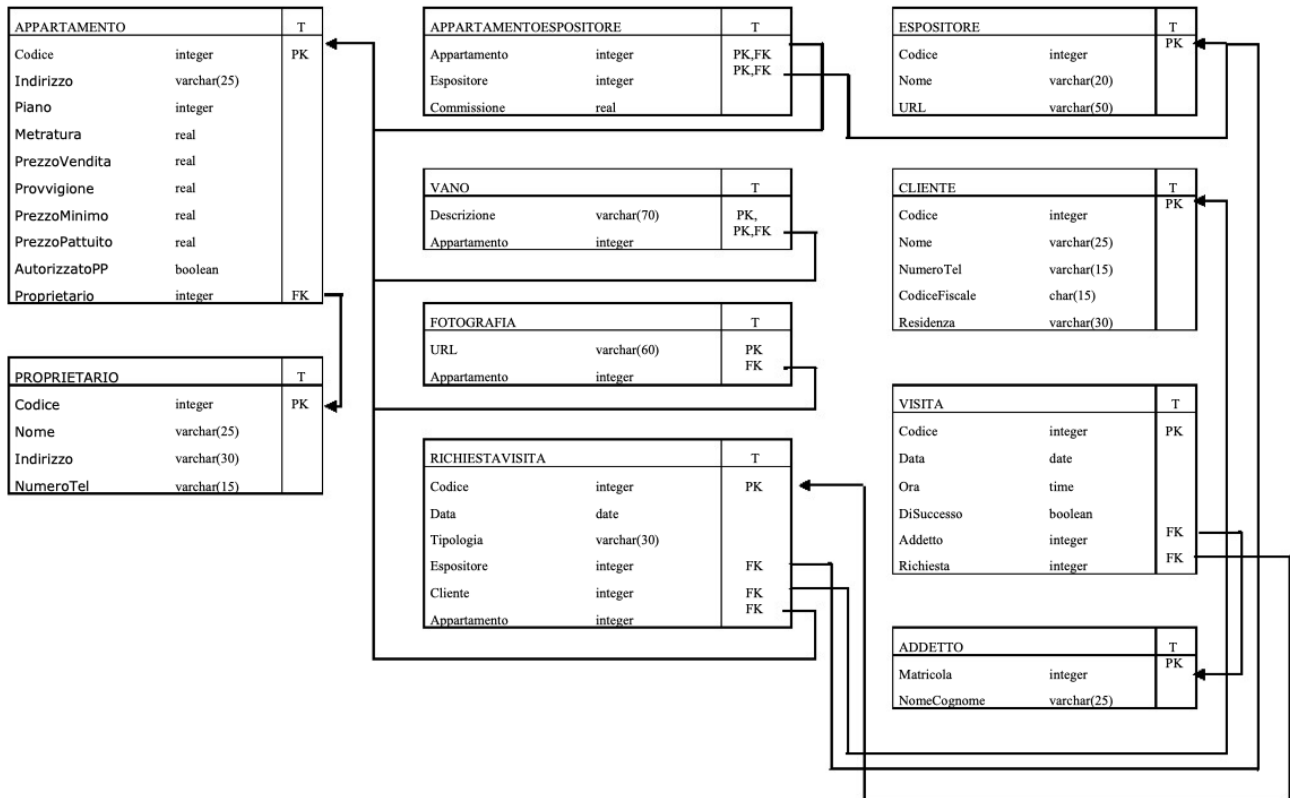 APPARTAMENTO T
Codice integer PK
Indirizzo varchar(25)
Piano integer
Metratura real
PrezzoVendita real
Provvigione real
PrezzoMinimo real
PrezzoPattuito real
AutorizzatoPP boolean
Proprietario integer FK
PROPRIETARIO T
Codice integer PK
Nome varchar(25)
Indirizzo varchar(30)
NumeroTel varchar(15)
APPARTAMENTOESPOSITORE T
Appartamento integer PK,FK
Espositore integer PK,FK
Commissione real
VANO T
Descrizione varchar(70) PK,
Appartamento integer PK,FK
FOTOGRAFIA T
URL varchar(60) PK
Appartamento integer FK
RICHIESTAVISITA T
Codice integer PK
Data date
Tipologia varchar(30)
Espositore integer FK
Cliente integer FK
Appartamento integer FK
ESPOSITORE T
Codice integer PK
Nome varchar(20)
URL varchar(50)
CLIENTE T
Codice integer PK
Nome varchar(25)
NumeroTel varchar(15)
CodiceFiscale char(15)
Residenza varchar(30)
VISITA T
Codice integer PK
Data date
Ora time
DiSuccesso boolean
Addetto integer FK
Richiesta integer FK
ADDETTO T
Matricola integer PK
NomeCognome varchar(25)